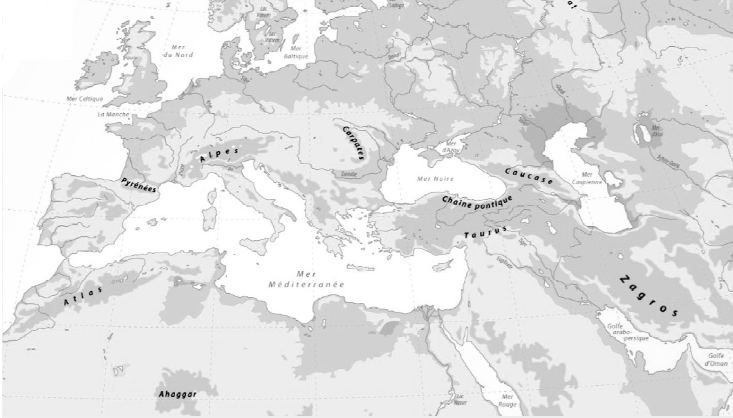 Mer
du Nord
Mer
Baltique
Mer Celtique
La Manche
Alpes
Carpates
Pyrénées
Mer
d'Azov
Mer Noire
Caucase
Mer
Caspienne
Chaîne pontique
Taurus
Mer
Méditerranée
Atlas
Zagros
Golfe
arabo-
persique
Golfe
d'Oman
Ahaggar
Mer
Rouge